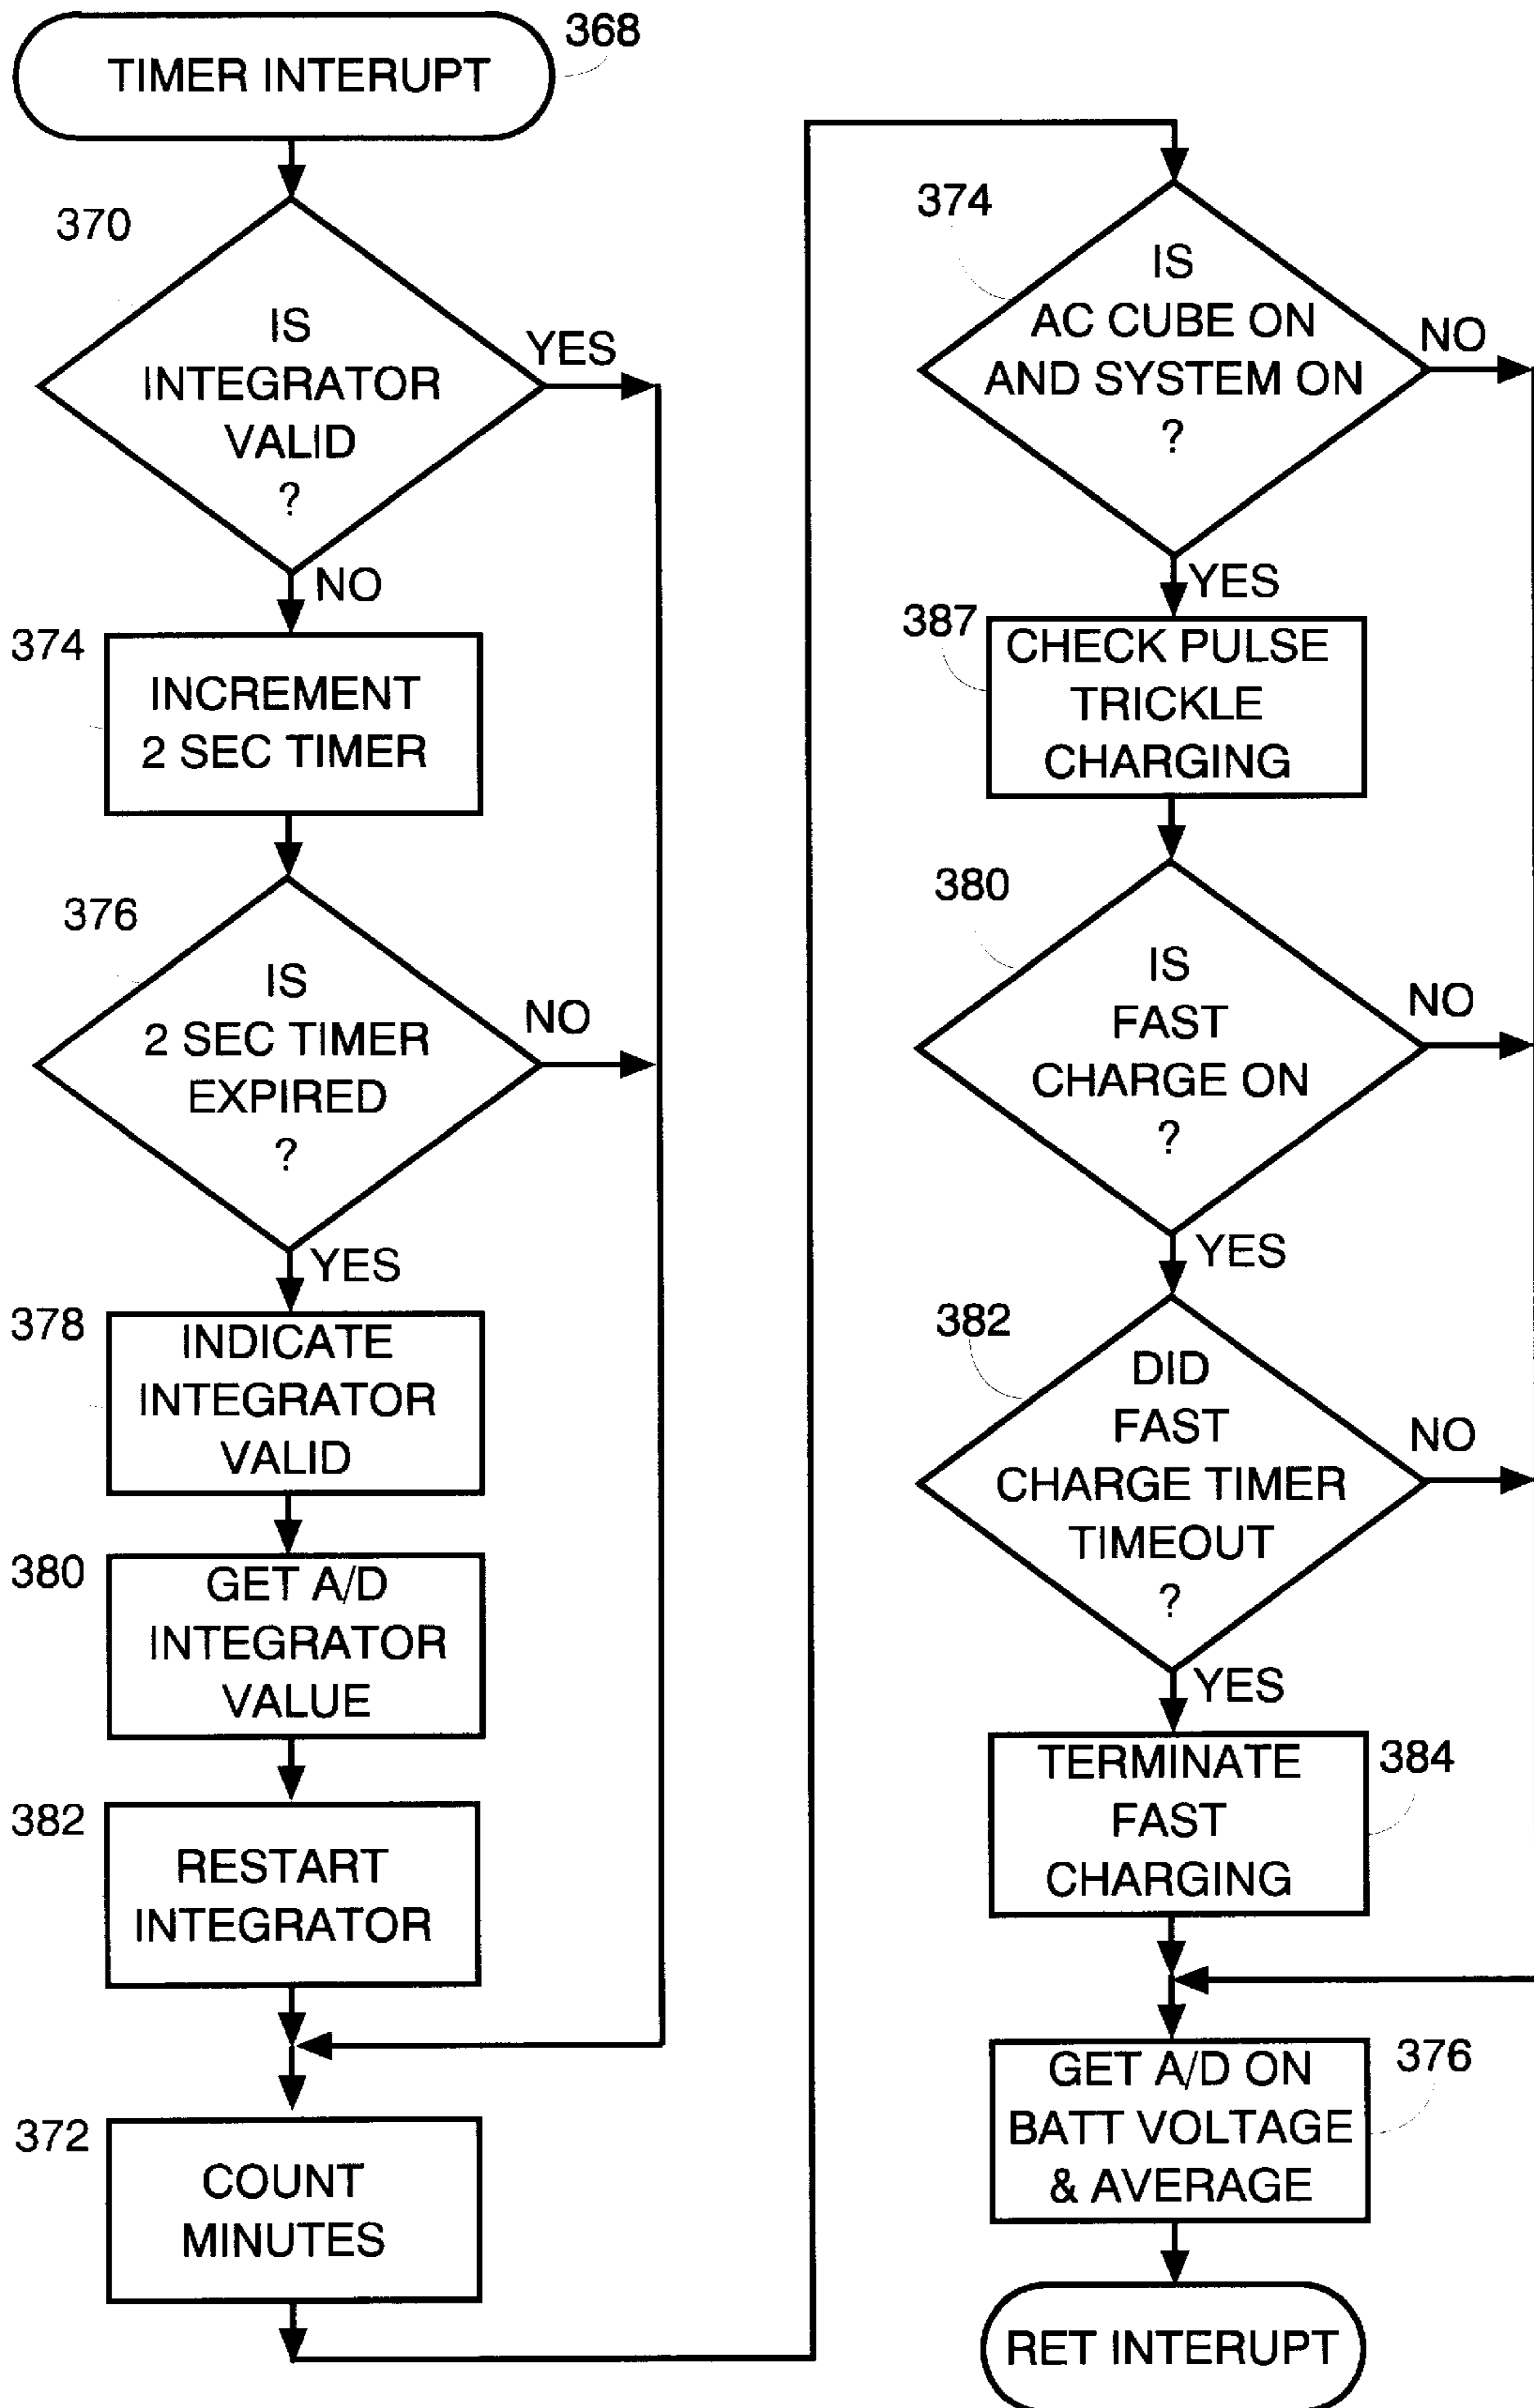 TIMER INTERUPT
368
370
IS
INTEGRATOR
VALID
?
YES
NO
374
INCREMENT
2 SEC TIMER
376
IS
2 SEC TIMER
EXPIRED
?
NO
YES
378
INDICATE
INTEGRATOR
VALID
380
GET A/D
INTEGRATOR
VALUE
382
RESTART
INTEGRATOR
372
COUNT
MINUTES
374
IS
AC CUBE ON
AND SYSTEM ON
?
NO
YES
387
CHECK PULSE
TRICKLE
CHARGING
380
IS
FAST
CHARGE ON
?
NO
YES
382
DID
FAST
CHARGE TIMER
TIMEOUT
?
NO
YES
TERMINATE
FAST
CHARGING
384
GET A/D ON
BATT VOLTAGE
& AVERAGE
376
RET INTERUPT